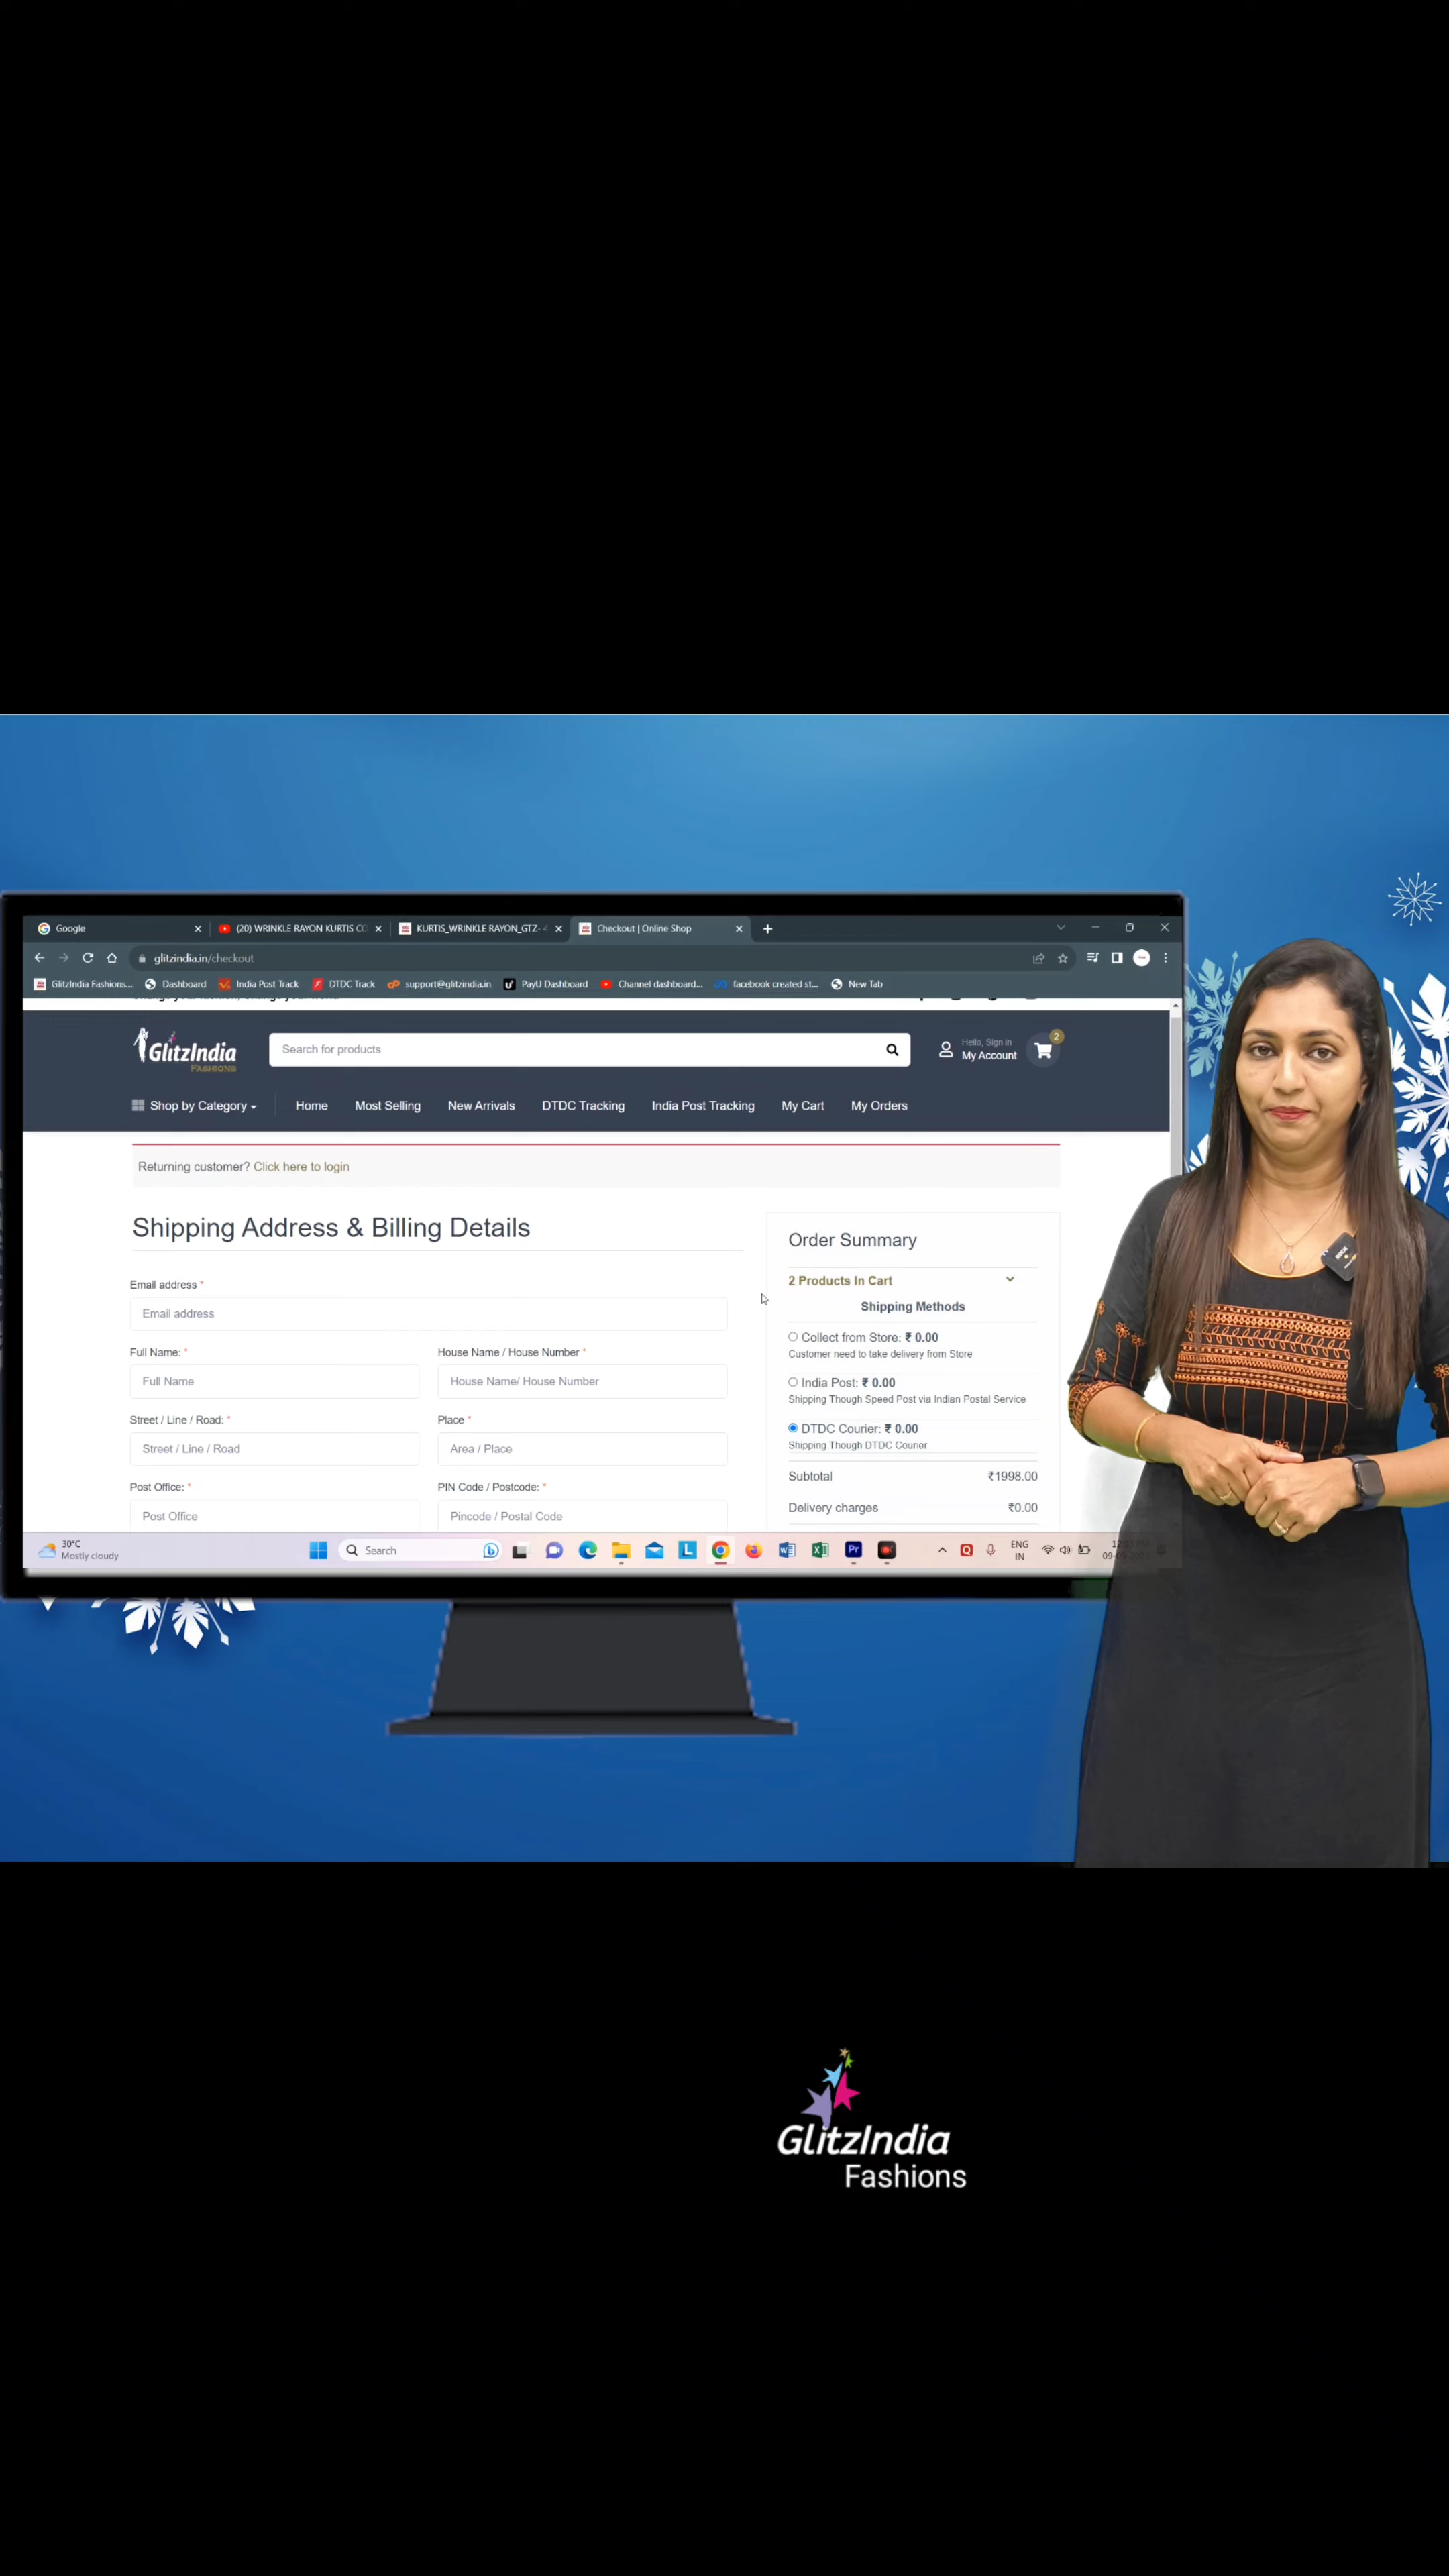 Google
(20) WRINKLE RAYON KURTIS CO
KURTIS_WRINKLE RAYON_GTZ- 4
Checkout | Online Shop
glitzindia.in/checkout
GlitzIndia Fashions...
Dashboard
India Post Track
DTDC Track
support@glitzindia.in
PayU Dashboard
Channel dashboard...
facebook created st...
New Tab
GlitzIndia
FASHIONS
Search for products
Hello, Sign in
My Account
2
Shop by Category
Home
Most Selling
New Arrivals
DTDC Tracking
India Post Tracking
My Cart
My Orders
Returning customer? Click here to login
Shipping Address & Billing Details
Email address *
Email address
Full Name: *
House Name / House Number *
Full Name
House Name/ House Number
Street / Line / Road: *
Place *
Street / Line / Road
Area / Place
Post Office: *
PIN Code / Postcode: *
Post Office
Pincode / Postal Code
Order Summary
2 Products In Cart
Shipping Methods
Collect from Store: ₹ 0.00
Customer need to take delivery from Store
India Post: ₹ 0.00
Shipping Though Speed Post via Indian Postal Service
DTDC Courier: ₹ 0.00
Shipping Though DTDC Courier
Subtotal ₹1998.00
Delivery charges ₹0.00
30°C
Mostly cloudy
Search
ENG
IN
GlitzIndia
Fashions